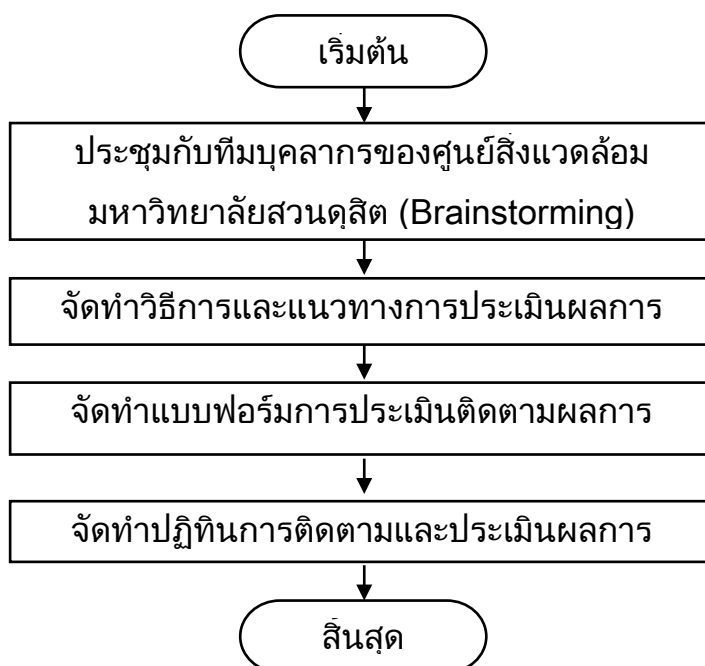 เริ่มต้น
ประชุมกับทีมบุคลากรของศูนย์สิ่งแวดล้อม
มหาวิทยาลัยสวนดุสิต (Brainstorming)
จัดทำวิธีการและแนวทางการประเมินผลการ
จัดทำแบบฟอร์มการประเมินติดตามผลการ
จัดทำปฏิทินการติดตามและประเมินผลการ
สิ้นสุด